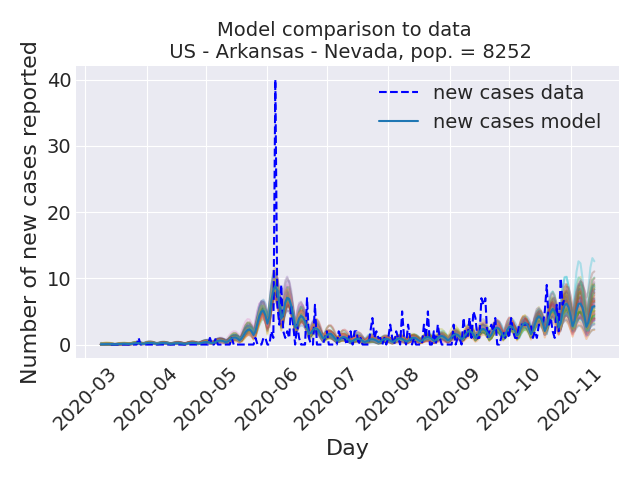 Model comparison to data
US - Arkansas - Nevada, pop. = 8252
Number of new cases reported
40
30
20
10
0
new cases data
new cases model
2020-03
2020-04
2020-05
2020-06
2020-07
2020-08
2020-09
2020-10
2020-11
Day